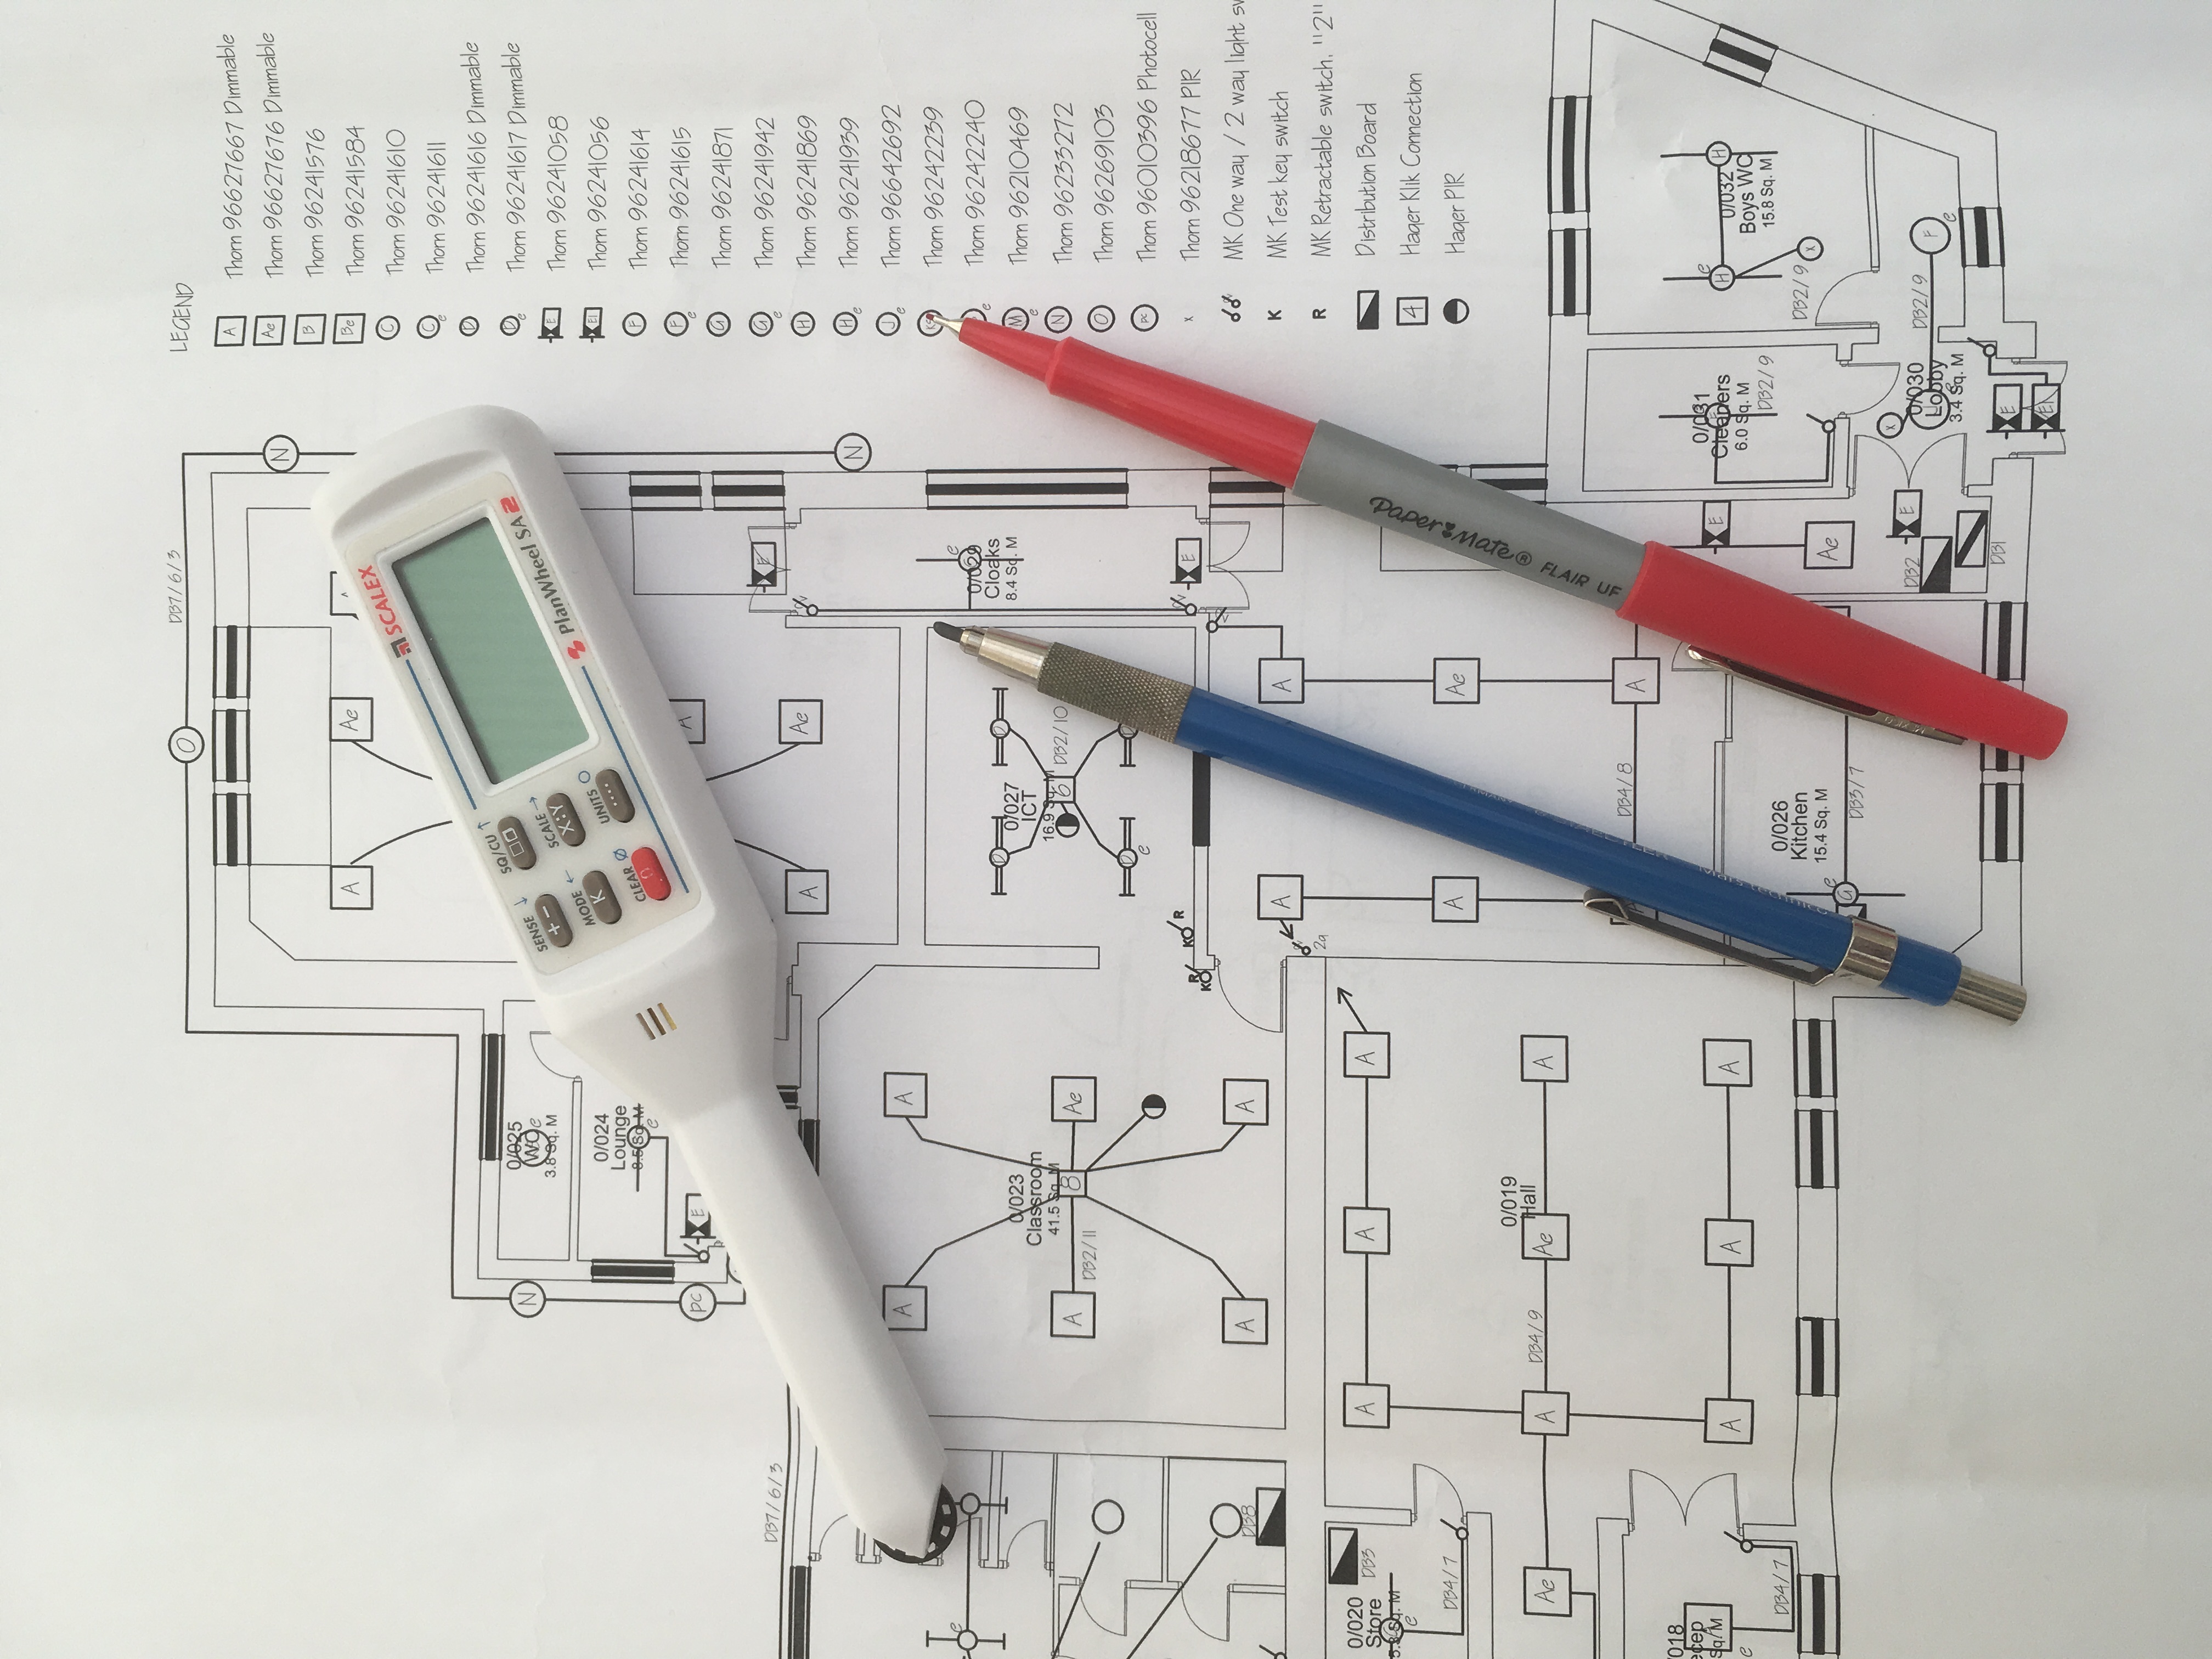 DB7/6/3
O
N
A
Ae
N
0/025
WC
3.8 Sq. M
e
0/024
Lounge
8.5 Sq. M
e
PC
E
SCALEX
SQ/CU ↑
SENSE ↓
+ −
SCALE →
X:Y
MODE ←
K
UNITS
CLEAR
0
PlanWheel SA2
A
A
Ae
E
N
DB7/6/3
e
A
A
0/023
Classroom
41.5 Sq. M
A
8
Ae
DB2/11
A
A
D
D
0/027
ICT
16.9 Sq. M
6
DB2/10
D
e
e
0/029
Cloaks
8.4 Sq. M
E
K
R
K
R
DB8
A
A
2a
DB3
0/020
Store
5.3 Sq. M
e
A
A
A
DB4/7
A
Ae
0/019
Hall
Ae
A
DB4/9
Ae
A
DB4/8
A
A
A
A
Sq. M
e
DB4/7
0/026
Kitchen
15.4 Sq. M
G
e
DB3/7
E
Ae
0/031
Cleaners
6.0 Sq. M
DB2/9
H
e
H
0/032
Boys WC
15.8 Sq. M
DB2/9
x
x
DB2
E
0/030
Lobby
3.4 Sq. M
DB2/9
F
e
DB1
E
E1
LEGEND
A Thorn 96627667 Dimmable
Ae Thorn 96627676 Dimmable
B Thorn 96241576
Be Thorn 96241584
C Thorn 96241610
C e Thorn 96241611
D Thorn 96241616 Dimmable
D e Thorn 96241617 Dimmable
E Thorn 96241058
E1 Thorn 96241056
F Thorn 96241614
F e Thorn 96241615
G Thorn 96241871
G e Thorn 96241942
H Thorn 96241869
H e Thorn 96241939
J e Thorn 96642692
Thorn 96242239
e Thorn 96242240
M e Thorn 96210469
N Thorn 96233272
O Thorn 96269103
PC Thorn 96010396 Photocell
x Thorn 96218677 PIR
MK One way / 2 way light
K MK Test key switch
R MK Retractable switch. "2"
Distribution Board
4 Hager Klik Connection
Hager PIR
Paper Mate® FLAIR UF